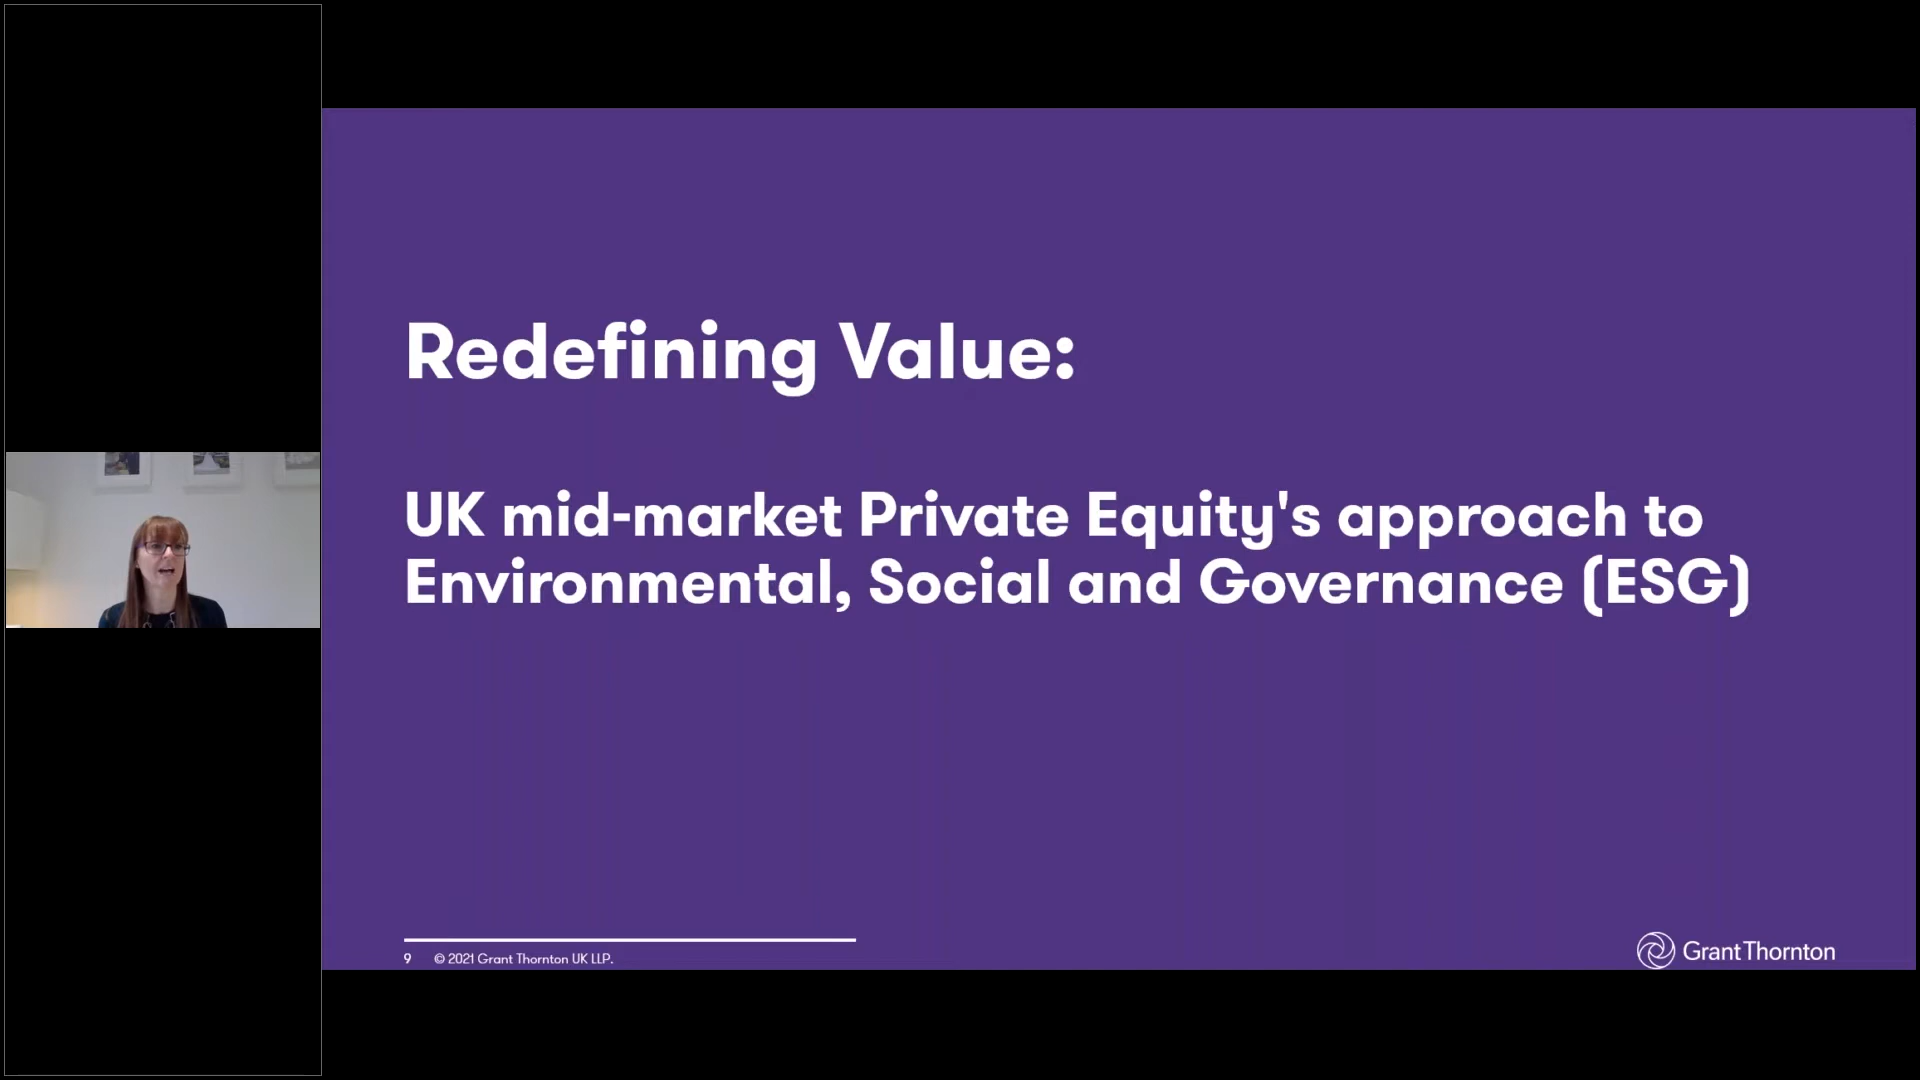 Redefining Value:
UK mid-market Private Equity's approach to
Environmental, Social and Governance (ESG)
9 © 2021 Grant Thornton UK LLP.
Grant Thornton